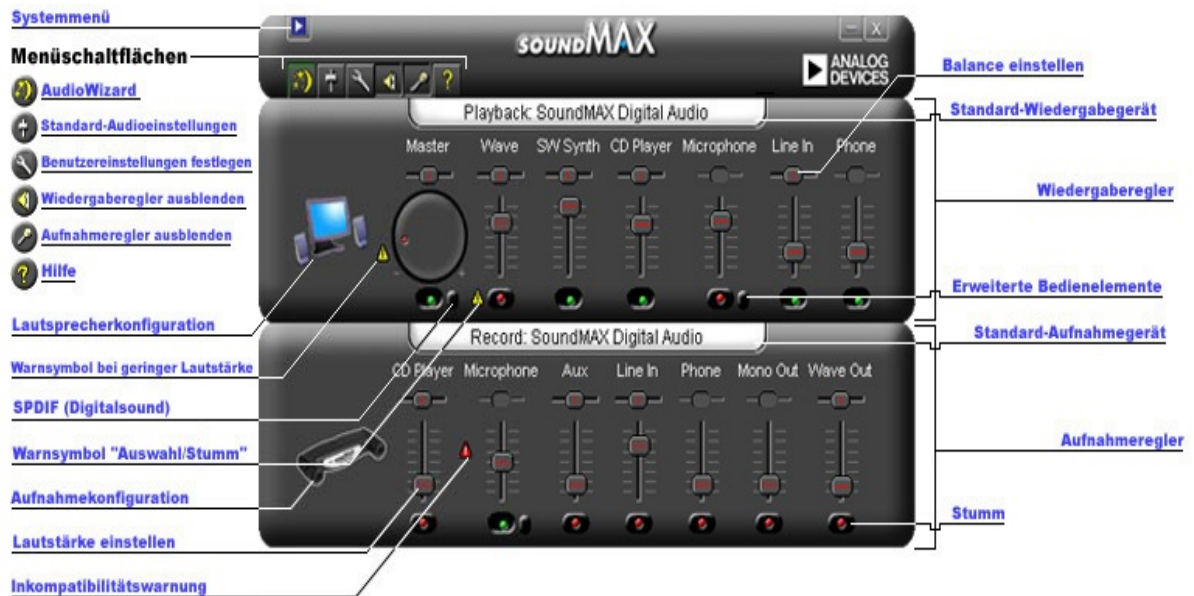 Systemmenü
Menüschaltflächen
AudioWizard
Standard-Audioeinstellungen
Benutzereinstellungen festlegen
Wiedergaberegler ausblenden
Aufnahmeregler ausblenden
?
Hilfe
Lautsprecherkonfiguration
Warnsymbol bei geringer Lautstärke
SPDIF (Digitalsound)
Warnsymbol "Auswahl/Stumm"
Aufnahmekonfiguration
Lautstärke einstellen
Inkompatibilitätswarnung
SOUNDMAX
– X
ANALOG
DEVICES
?
Playback: SoundMAX Digital Audio
Master Wave SW Synth CD Player Microphone Line In Phone
- +
Record: SoundMAX Digital Audio
CD Player Microphone Aux Line In Phone Mono Out Wave Out
Balance einstellen
Standard-Wiedergabegerät
Wiedergaberegler
Erweiterte Bedienelemente
Standard-Aufnahmegerät
Aufnahmeregler
Stumm